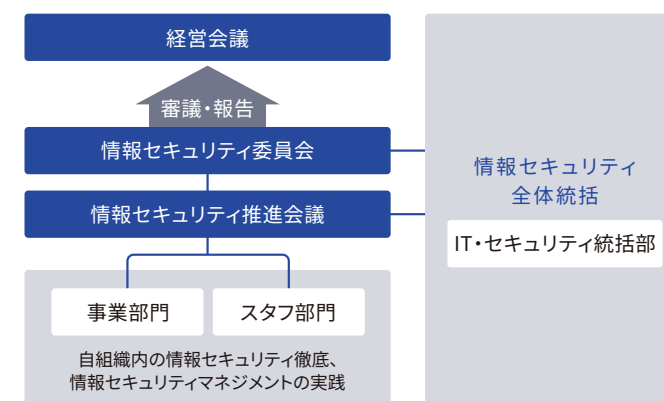 経営会議
審議・報告
情報セキュリティ委員会
情報セキュリティ推進会議
事業部門
スタフ部門
自組織内の情報セキュリティ徹底、
情報セキュリティマネジメントの実践
情報セキュリティ
全体統括
IT・セキュリティ統括部